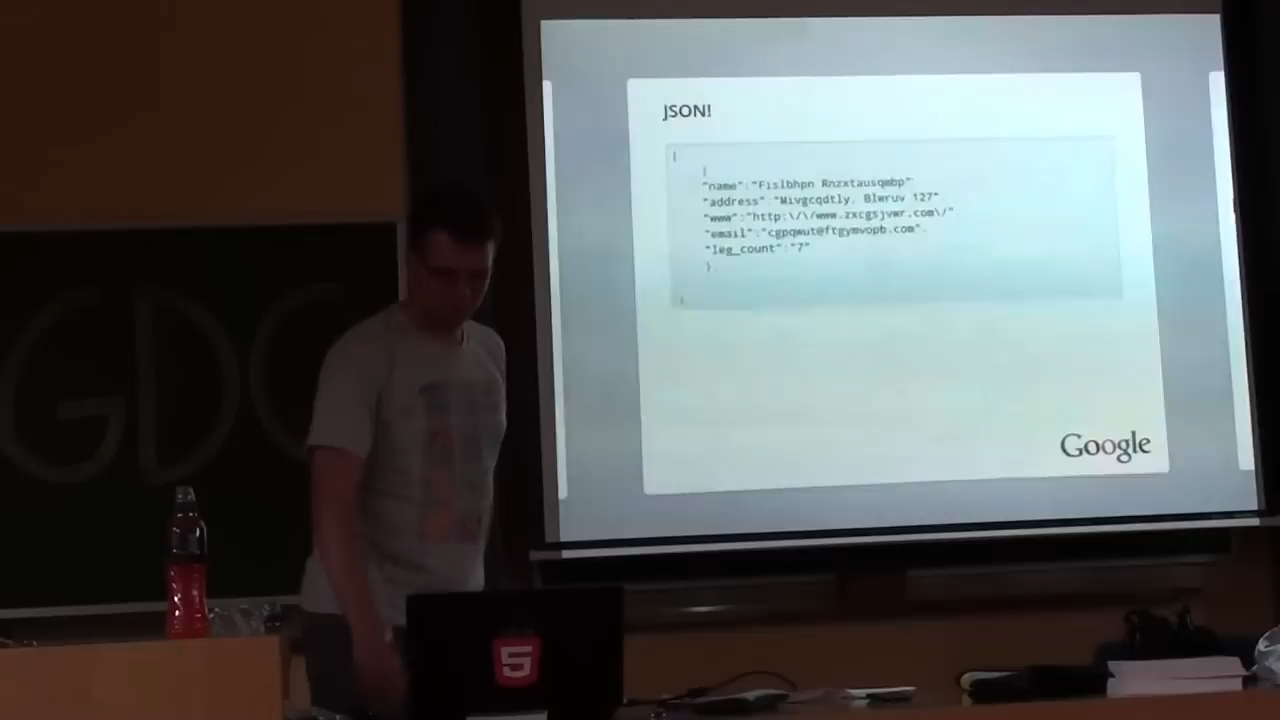 JSON!
[
{
"name":"Fislbhpn Rnzxtausqmbp"
"address":"Mivgcqdtly, Blwruv 127"
"www":"http:\/\/www.zxcgsjvwr.com\/"
"email":"cgpqwut@ftgymvopb.com",
"leg_count":"7"
}
]
Google
GDG
5